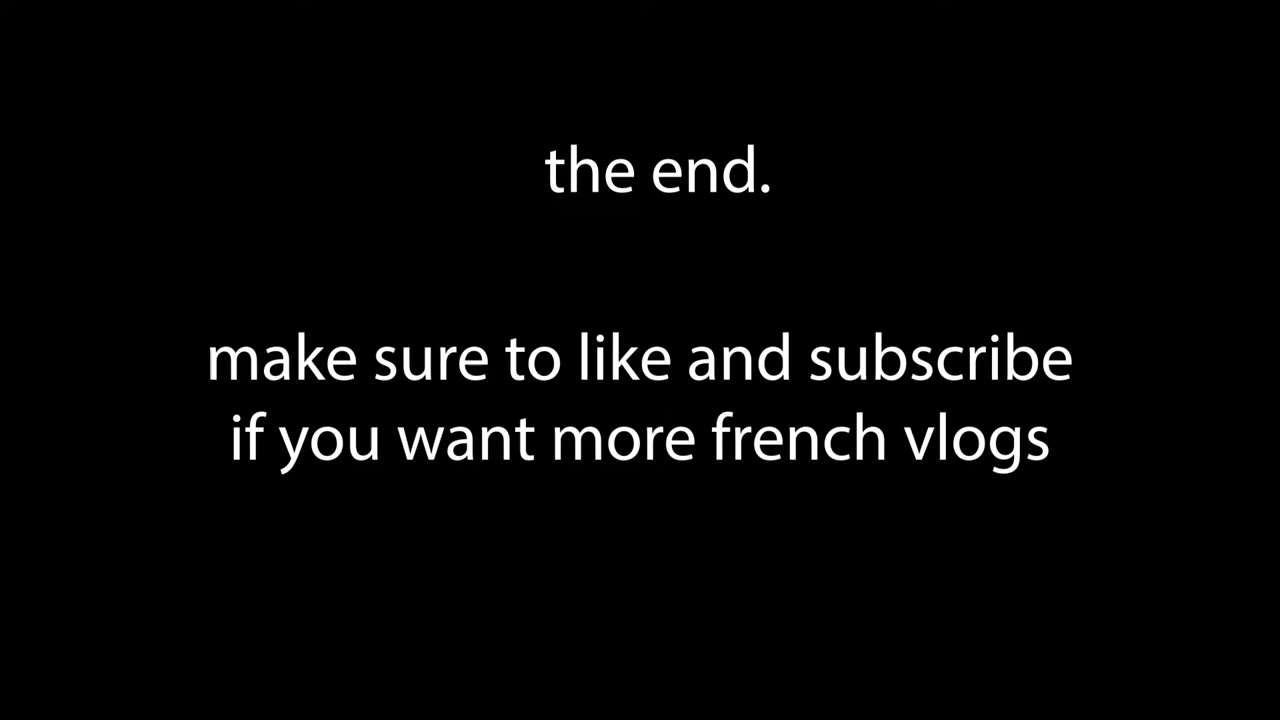 the end.
make sure to like and subscribe
if you want more french vlogs